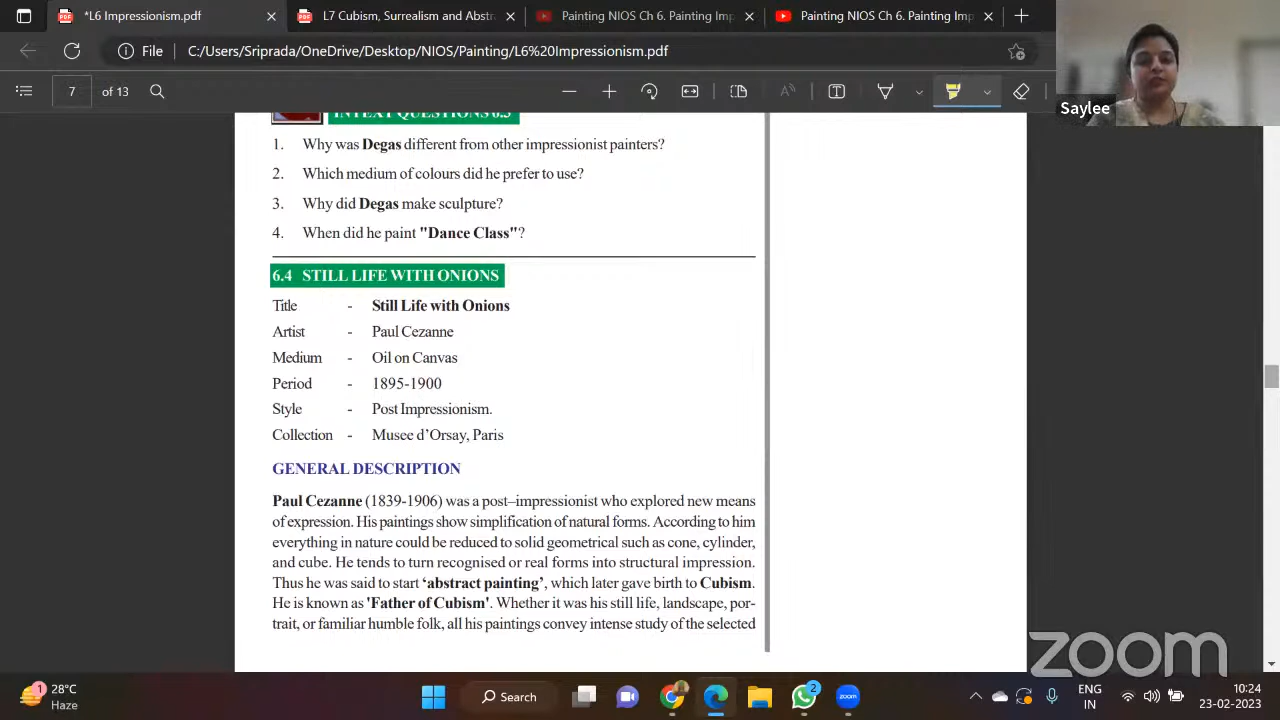 *L6 Impressionism.pdf
L7 Cubism, Surrealism and Abst
Painting NIOS Ch 6. Painting Imp
Painting NIOS Ch 6. Painting Imp
File C:/Users/Sriprada/OneDrive/Desktop/NIOS/Painting/L6%20Impressionism.pdf
7 of 13
Saylee
INTEXT QUESTIONS 6.3
1. Why was Degas different from other impressionist painters?
2. Which medium of colours did he prefer to use?
3. Why did Degas make sculpture?
4. When did he paint "Dance Class"?
6.4 STILL LIFE WITH ONIONS
Title - Still Life with Onions
Artist - Paul Cezanne
Medium - Oil on Canvas
Period - 1895-1900
Style - Post Impressionism.
Collection - Musee d’Orsay, Paris
GENERAL DESCRIPTION
Paul Cezanne (1839-1906) was a post–impressionist who explored new means
of expression. His paintings show simplification of natural forms. According to him
everything in nature could be reduced to solid geometrical such as cone, cylinder,
and cube. He tends to turn recognised or real forms into structural impression.
Thus he was said to start ‘abstract painting’, which later gave birth to Cubism.
He is known as 'Father of Cubism'. Whether it was his still life, landscape, por-
trait, or familiar humble folk, all his paintings convey intense study of the selected
zoom
1
28°C
Haze
Search
2
zoom
ENG
IN
10:24
23-02-2023